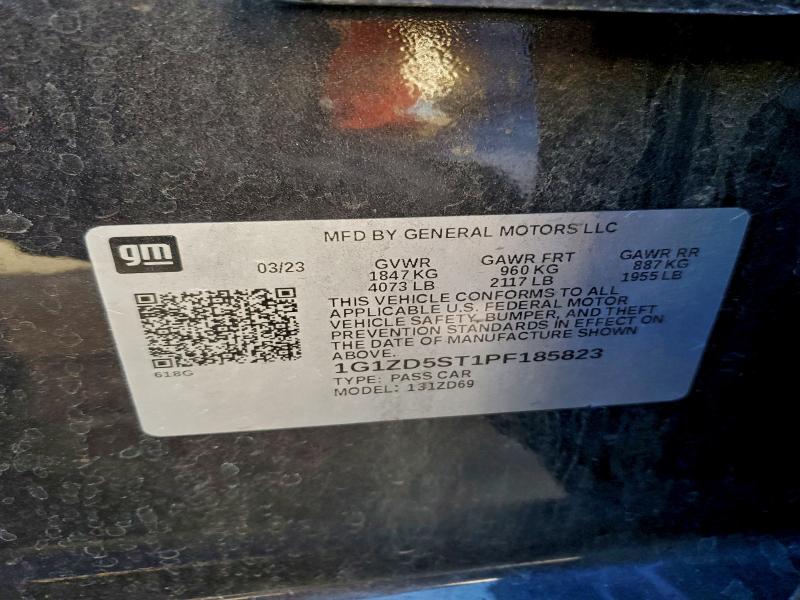 gm
MFD BY GENERAL MOTORS LLC
03/23
GVWR
1847 KG
4073 LB
GAWR FRT
960 KG
2117 LB
GAWR RR
887 KG
1955 LB
THIS VEHICLE CONFORMS TO ALL
APPLICABLE U.S. FEDERAL MOTOR
VEHICLE SAFETY, BUMPER, AND THEFT
PREVENTION STANDARDS IN EFFECT ON
THE DATE OF MANUFACTURE SHOWN
ABOVE.
618G
1G1ZD5ST1PF185823
TYPE: PASS CAR
MODEL: 131ZD69